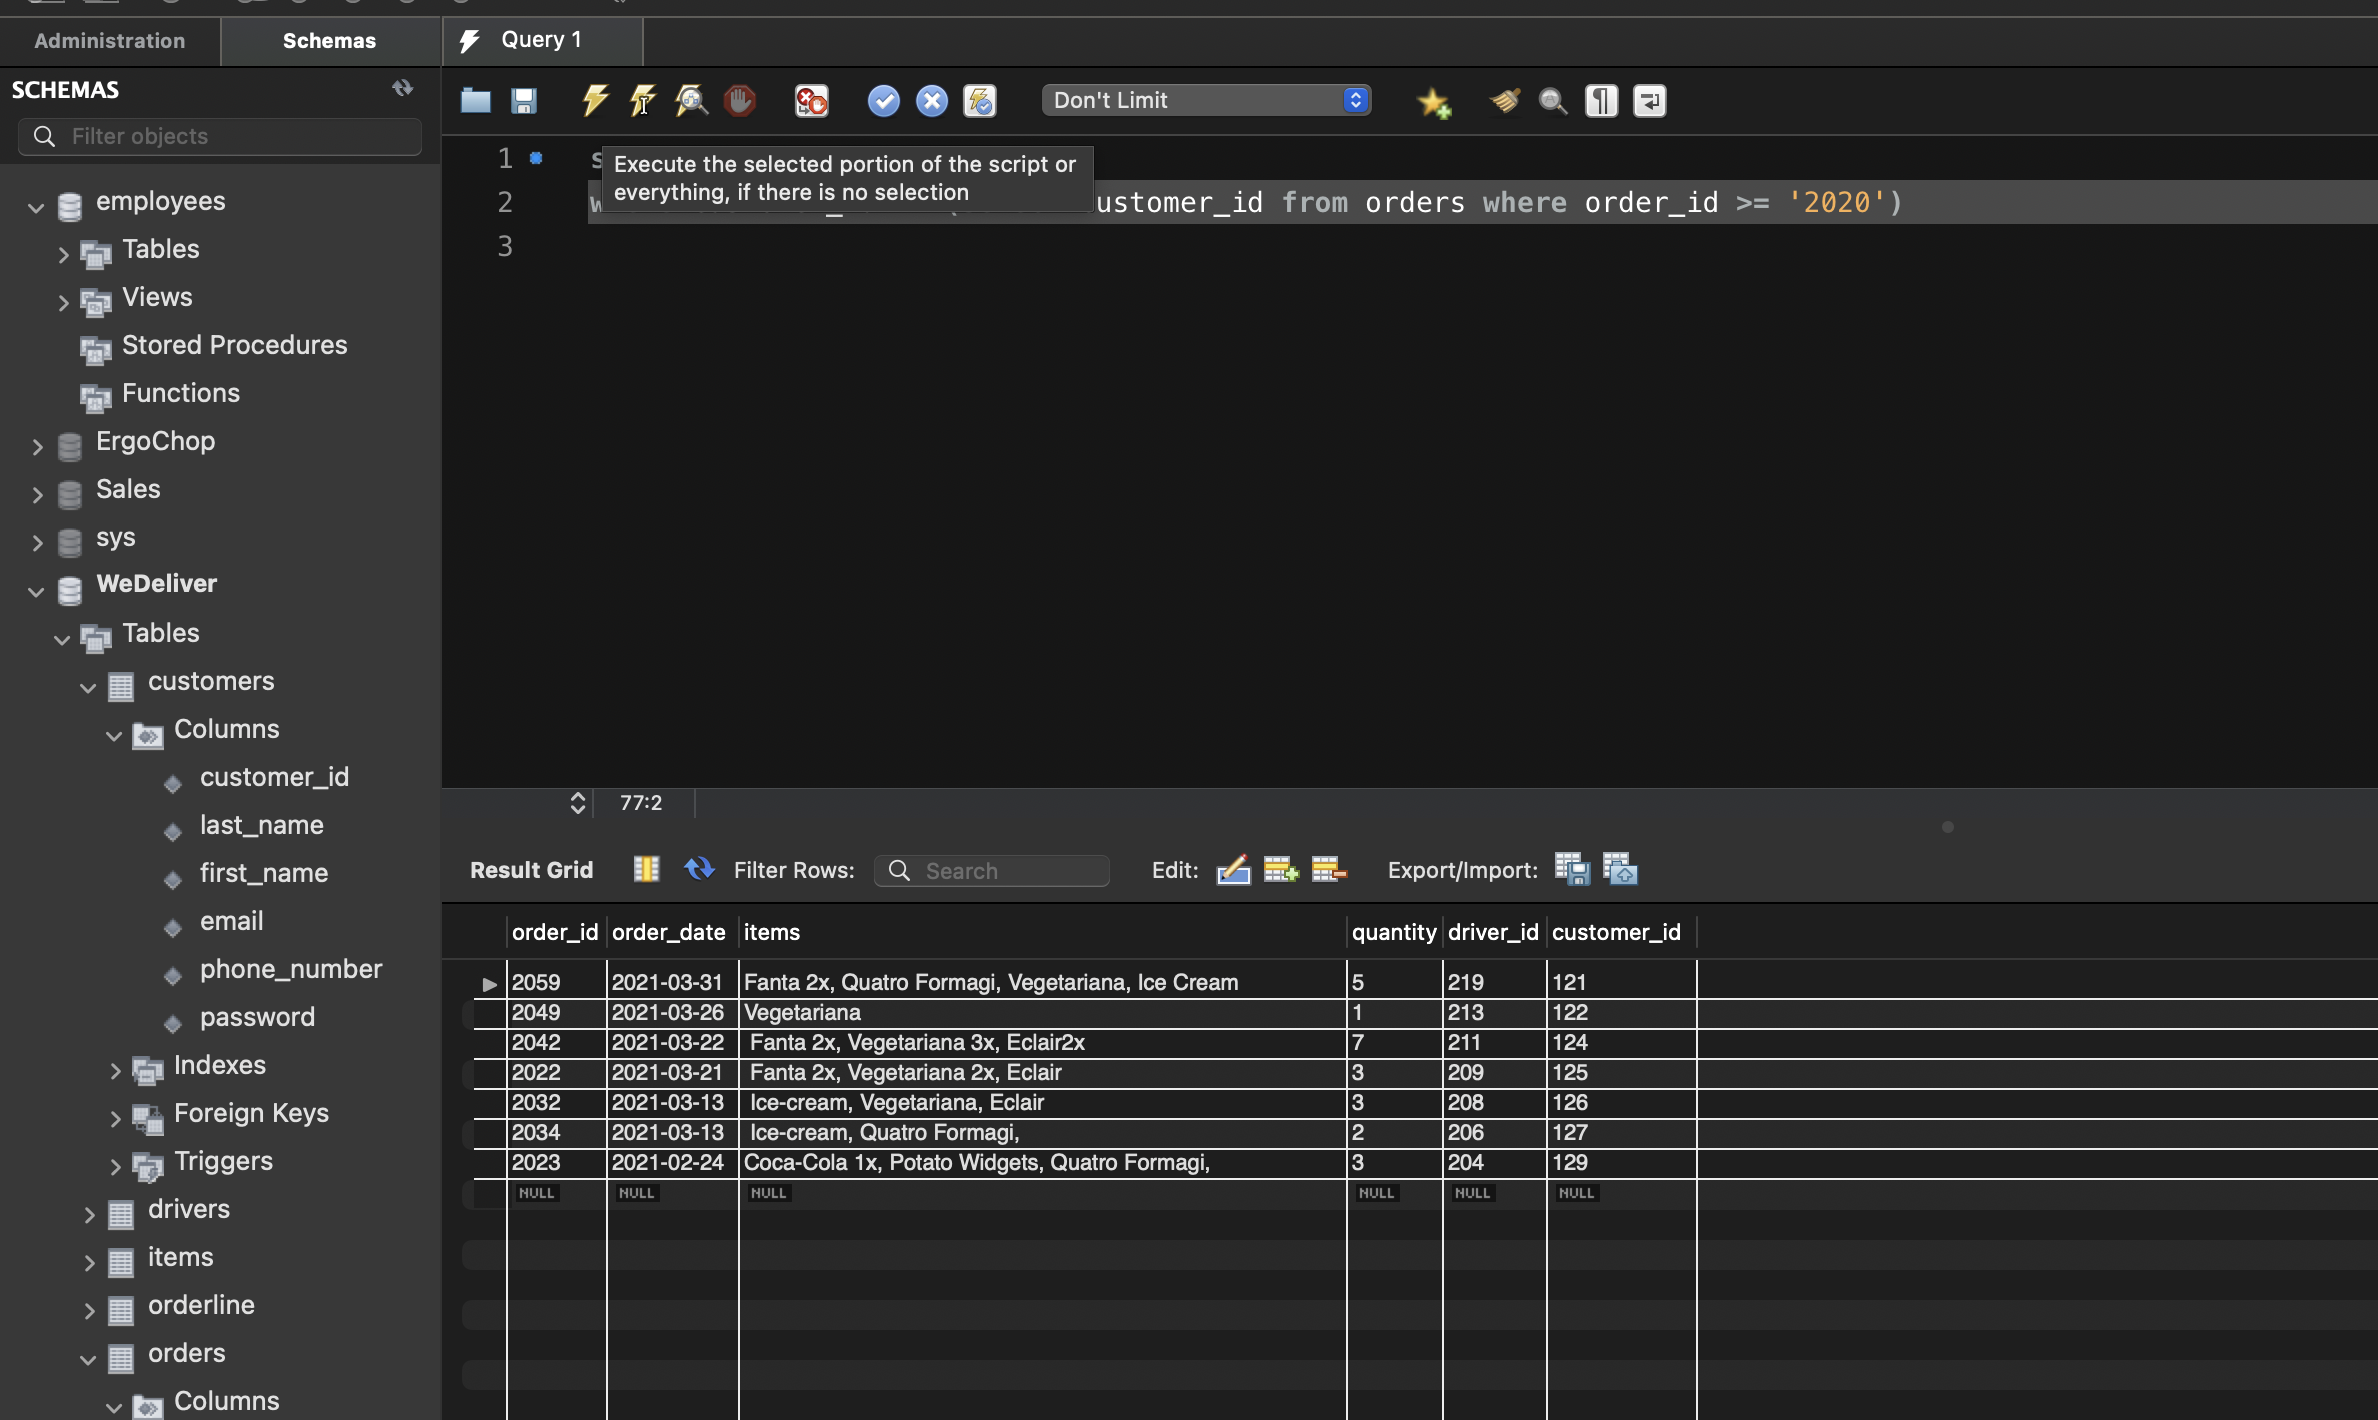 Administration
Schemas
Query 1
SCHEMAS
Filter objects
Don't Limit
1
Execute the selected portion of the script or
everything, if there is no selection
2 customer_id from orders where order_id >= '2020')
3
employees
Tables
Views
Stored Procedures
Functions
ErgoChop
Sales
sys
WeDeliver
Tables
customers
Columns
customer_id
last_name
first_name
email
phone_number
password
Indexes
Foreign Keys
Triggers
drivers
items
orderline
orders
Columns
77:2
Result Grid Filter Rows: Search Edit: Export/Import:
order_id order_date items quantity driver_id customer_id
2059 2021-03-31 Fanta 2x, Quatro Formagi, Vegetariana, Ice Cream 5 219 121
2049 2021-03-26 Vegetariana 1 213 122
2042 2021-03-22 Fanta 2x, Vegetariana 3x, Eclair2x 7 211 124
2022 2021-03-21 Fanta 2x, Vegetariana 2x, Eclair 3 209 125
2032 2021-03-13 Ice-cream, Vegetariana, Eclair 3 208 126
2034 2021-03-13 Ice-cream, Quatro Formagi, 2 206 127
2023 2021-02-24 Coca-Cola 1x, Potato Widgets, Quatro Formagi, 3 204 129
NULL NULL NULL NULL NULL NULL